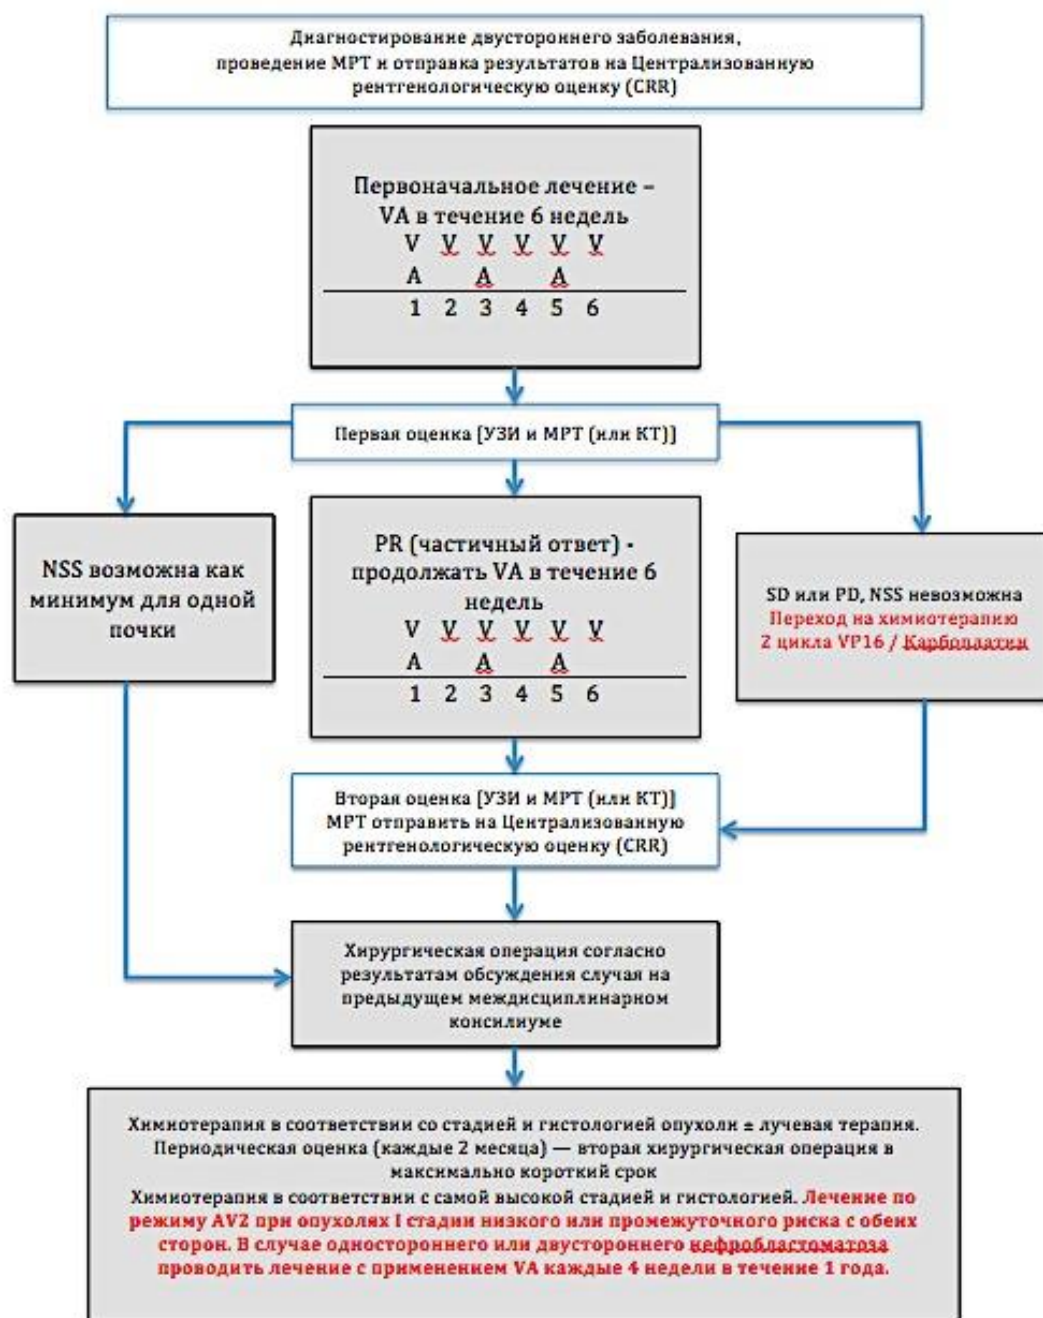 Диагностирование двустороннего заболевания,
проведение МРТ и отправка результатов на Централизованную
рентгенологическую оценку (CRR)
Первоначальное лечение –
VA в течение 6 недель
V V V V V V
A A A
1 2 3 4 5 6
Первая оценка [УЗИ и МРТ (или КТ)]
NSS возможна как
минимум для одной
почки
PR (частичный ответ) -
продолжать VA в течение 6
недель
V V V V V V
A A A
1 2 3 4 5 6
SD или PD, NSS невозможна
Переход на химиотерапию
2 цикла VP16 / Карбоплатин
Вторая оценка [УЗИ и МРТ (или КТ)]
МРТ отправить на Централизованную
рентгенологическую оценку (CRR)
Хирургическая операция согласно
результатам обсуждения случая на
предыдущем междисциплинарном
консилиуме
Химиотерапия в соответствии со стадией и гистологией опухоли ± лучевая терапия.
Периодическая оценка (каждые 2 месяца) — вторая хирургическая операция в
максимально короткий срок
Химиотерапия в соответствии с самой высокой стадией и гистологией. Лечение по
режиму AV2 при опухолях I стадии низкого или промежуточного риска с обеих
сторон. В случае одностороннего или двустороннего нефробластоматоза
проводить лечение с применением VA каждые 4 недели в течение 1 года.